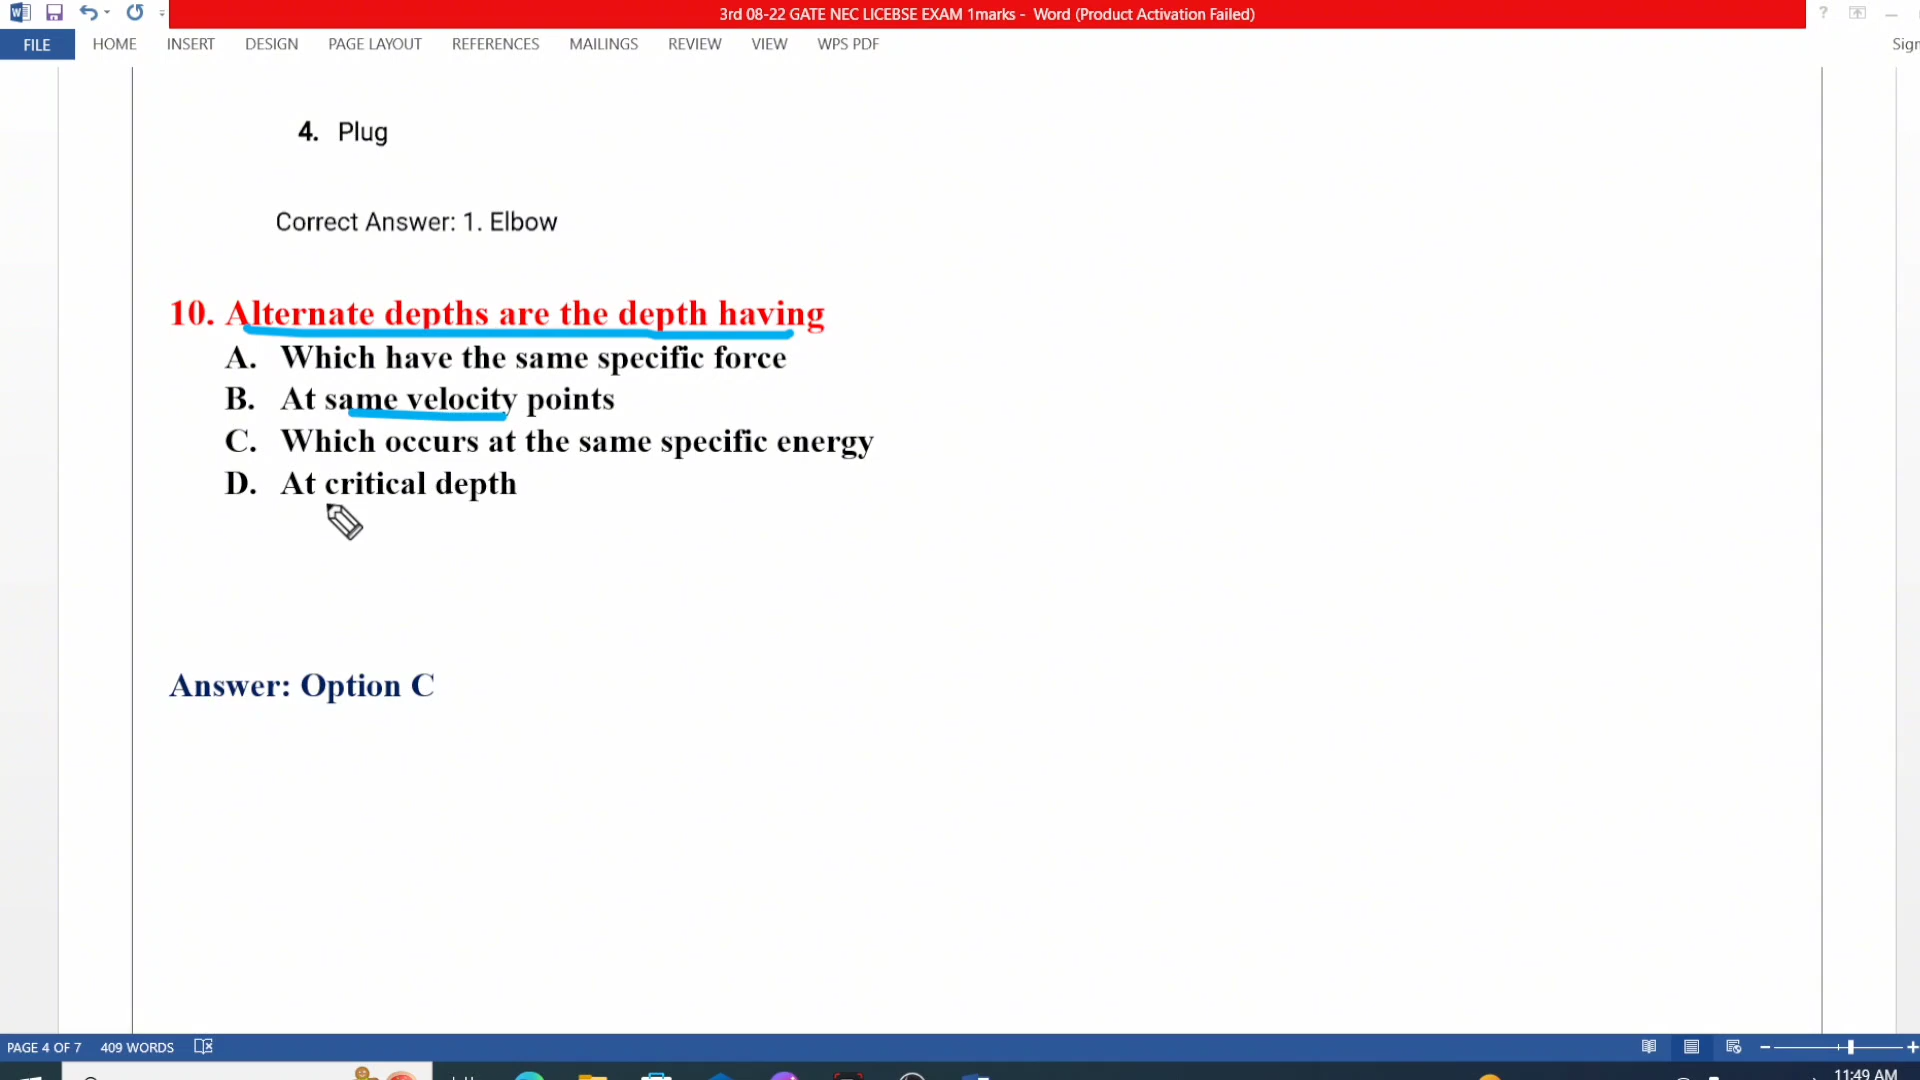 3rd 08-22 GATE NEC LICEBSE EXAM 1marks - Word (Product Activation Failed)
FILE HOME INSERT DESIGN PAGE LAYOUT REFERENCES MAILINGS REVIEW VIEW WPS PDF Sign
4. Plug
Correct Answer: 1. Elbow
10. Alternate depths are the depth having
A. Which have the same specific force
B. At same velocity points
C. Which occurs at the same specific energy
D. At critical depth
Answer: Option C
PAGE 4 OF 7 409 WORDS
11:49 AM